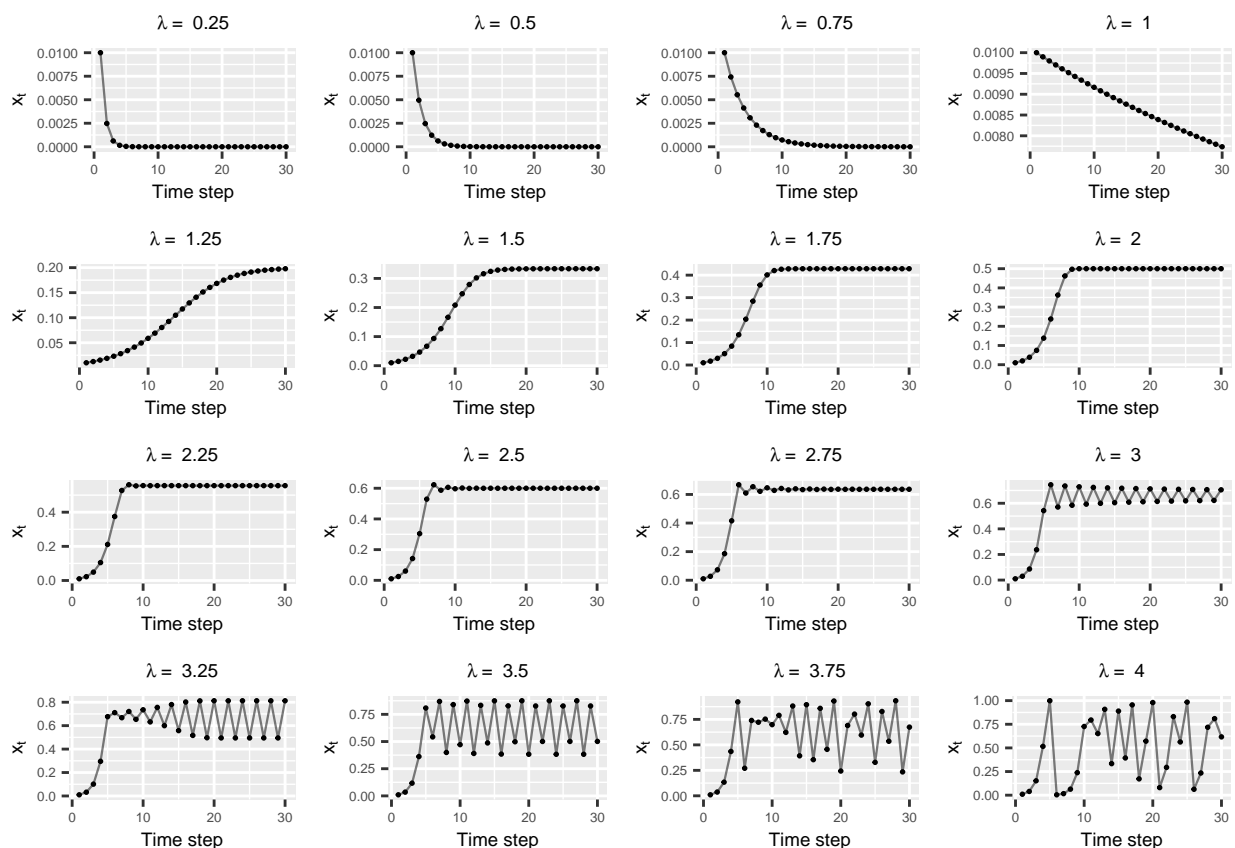 λ = 0.25
0.0100
0.0075
0.0050
0.0025
0.0000
x_t
0 10 20 30
Time step
λ = 0.5
0.0100
0.0075
0.0050
0.0025
0.0000
x_t
0 10 20 30
Time step
λ = 0.75
0.0100
0.0075
0.0050
0.0025
0.0000
x_t
0 10 20 30
Time step
λ = 1
0.0100
0.0095
0.0090
0.0085
0.0080
x_t
0 10 20 30
Time step
λ = 1.25
0.20
0.15
0.10
0.05
x_t
0 10 20 30
Time step
λ = 1.5
0.3
0.2
0.1
0.0
x_t
0 10 20 30
Time step
λ = 1.75
0.4
0.3
0.2
0.1
0.0
x_t
0 10 20 30
Time step
λ = 2
0.5
0.4
0.3
0.2
0.1
0.0
x_t
0 10 20 30
Time step
λ = 2.25
0.4
0.2
0.0
x_t
0 10 20 30
Time step
λ = 2.5
0.6
0.4
0.2
0.0
x_t
0 10 20 30
Time step
λ = 2.75
0.6
0.4
0.2
0.0
x_t
0 10 20 30
Time step
λ = 3
0.6
0.4
0.2
0.0
x_t
0 10 20 30
Time step
λ = 3.25
0.8
0.6
0.4
0.2
0.0
x_t
0 10 20 30
Time step
λ = 3.5
0.75
0.50
0.25
0.00
x_t
0 10 20 30
Time step
λ = 3.75
0.75
0.50
0.25
0.00
x_t
0 10 20 30
Time step
λ = 4
1.00
0.75
0.50
0.25
0.00
x_t
0 10 20 30
Time step